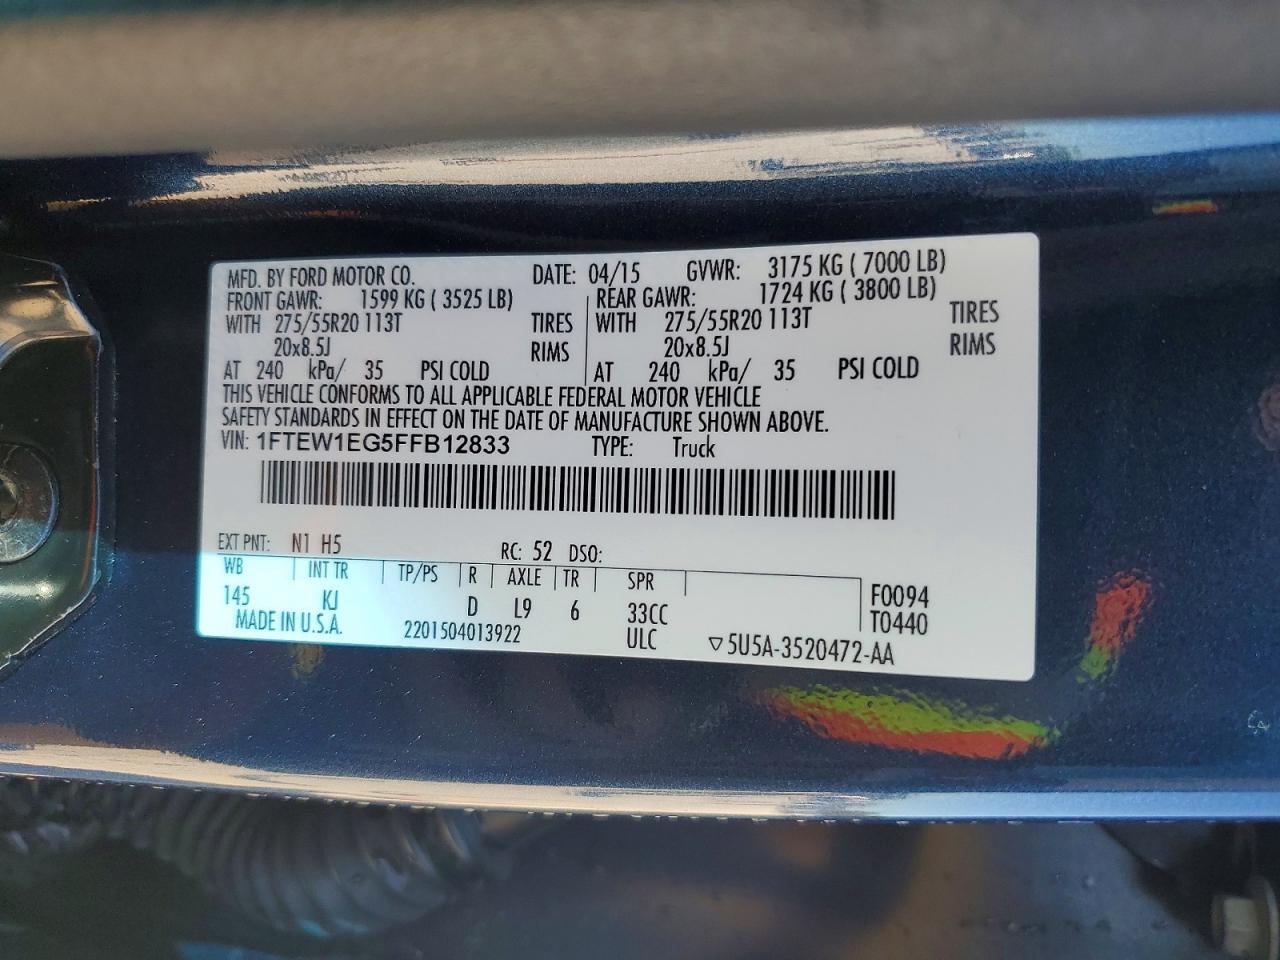 MFD. BY FORD MOTOR CO. DATE: 04/15 GVWR: 3175 KG ( 7000 LB)
FRONT GAWR: 1599 KG ( 3525 LB) REAR GAWR: 1724 KG ( 3800 LB)
WITH 275/55R20 113T TIRES WITH 275/55R20 113T TIRES
20x8.5J RIMS 20x8.5J RIMS
AT 240 kPa/ 35 PSI COLD AT 240 kPa/ 35 PSI COLD
THIS VEHICLE CONFORMS TO ALL APPLICABLE FEDERAL MOTOR VEHICLE
SAFETY STANDARDS IN EFFECT ON THE DATE OF MANUFACTURE SHOWN ABOVE.
VIN: 1FTEW1EG5FFB12833 TYPE: Truck
EXT PNT: N1 H5 RC: 52 DSO:
WB INT TR TP/PS R AXLE TR SPR F0094
145 KJ D L9 6 33CC T0440
MADE IN U.S.A. 2201504013922 ULC ▽5U5A-3520472-AA